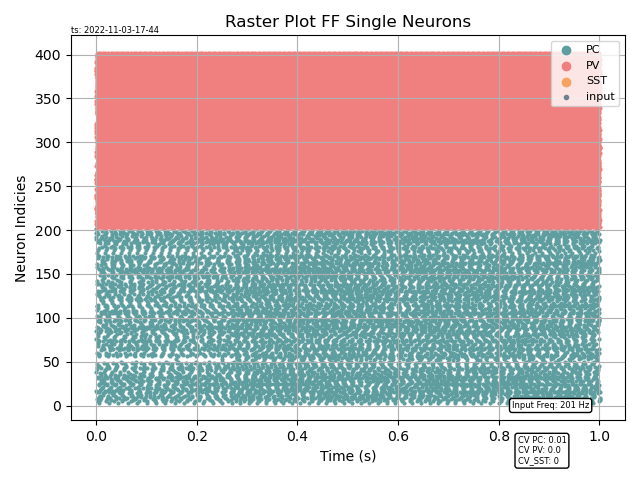 Raster Plot FF Single Neurons
ts: 2022-11-03-17-44
PC
PV
SST
input
400
350
300
250
200
150
100
50
0
Neuron Indicies
Input Freq: 201 Hz
0.0 0.2 0.4 0.6 0.8 1.0
Time (s)
CV PC: 0.01
CV PV: 0.0
CV_SST: 0